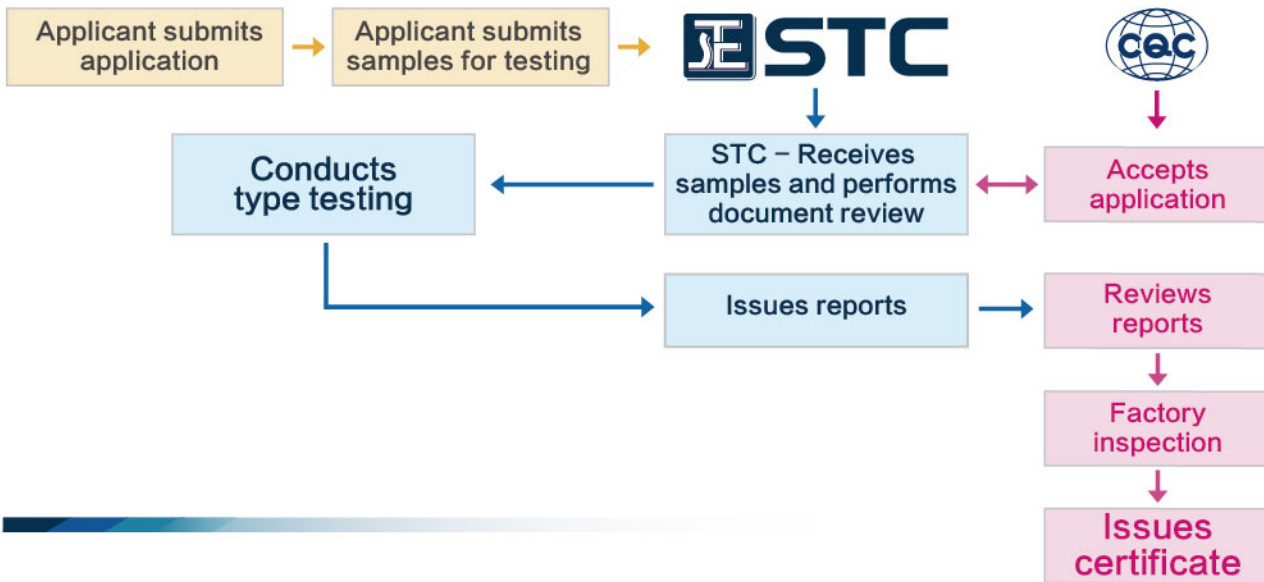 Applicant submits
application
Applicant submits
samples for testing
STC
CQC
Conducts
type testing
STC – Receives
samples and performs
document review
Accepts
application
Issues reports
Reviews
reports
Factory
inspection
Issues
certificate